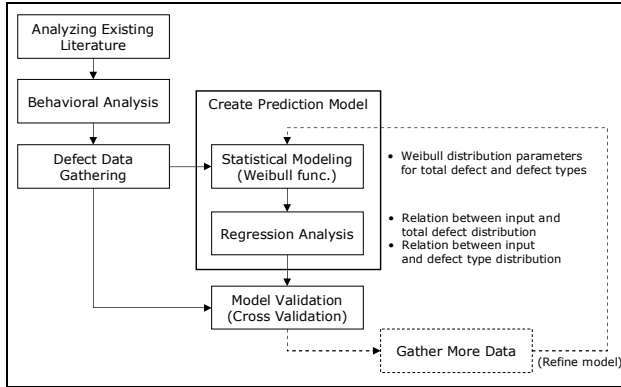 Analyzing Existing
Literature
Behavioral Analysis
Defect Data
Gathering
Create Prediction Model
Statistical Modeling
(Weibull func.)
Regression Analysis
• Weibull distribution parameters
for total defect and defect types
• Relation between input and
total defect distribution
• Relation between input
and defect type distribution
Model Validation
(Cross Validation)
Gather More Data
(Refine model)